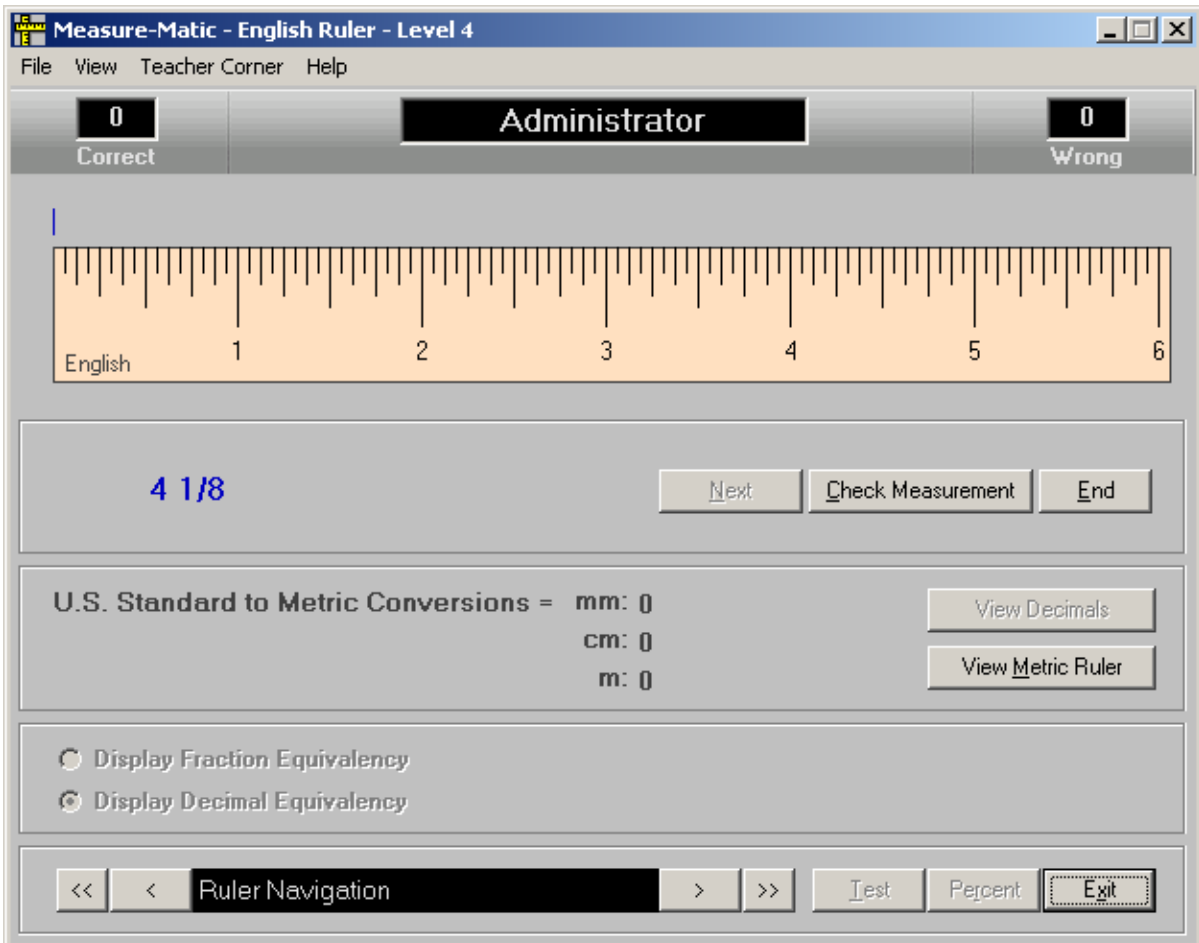 Measure-Matic - English Ruler - Level 4
File View Teacher Corner Help
0 Administrator 0
Correct Wrong
1 2 3 4 5 6
English
4 1/8 Next Check Measurement End
U.S. Standard to Metric Conversions = mm: 0
cm: 0
m: 0
View Decimals
View Metric Ruler
Display Fraction Equivalency
Display Decimal Equivalency
<< < Ruler Navigation > >> Test Percent Exit